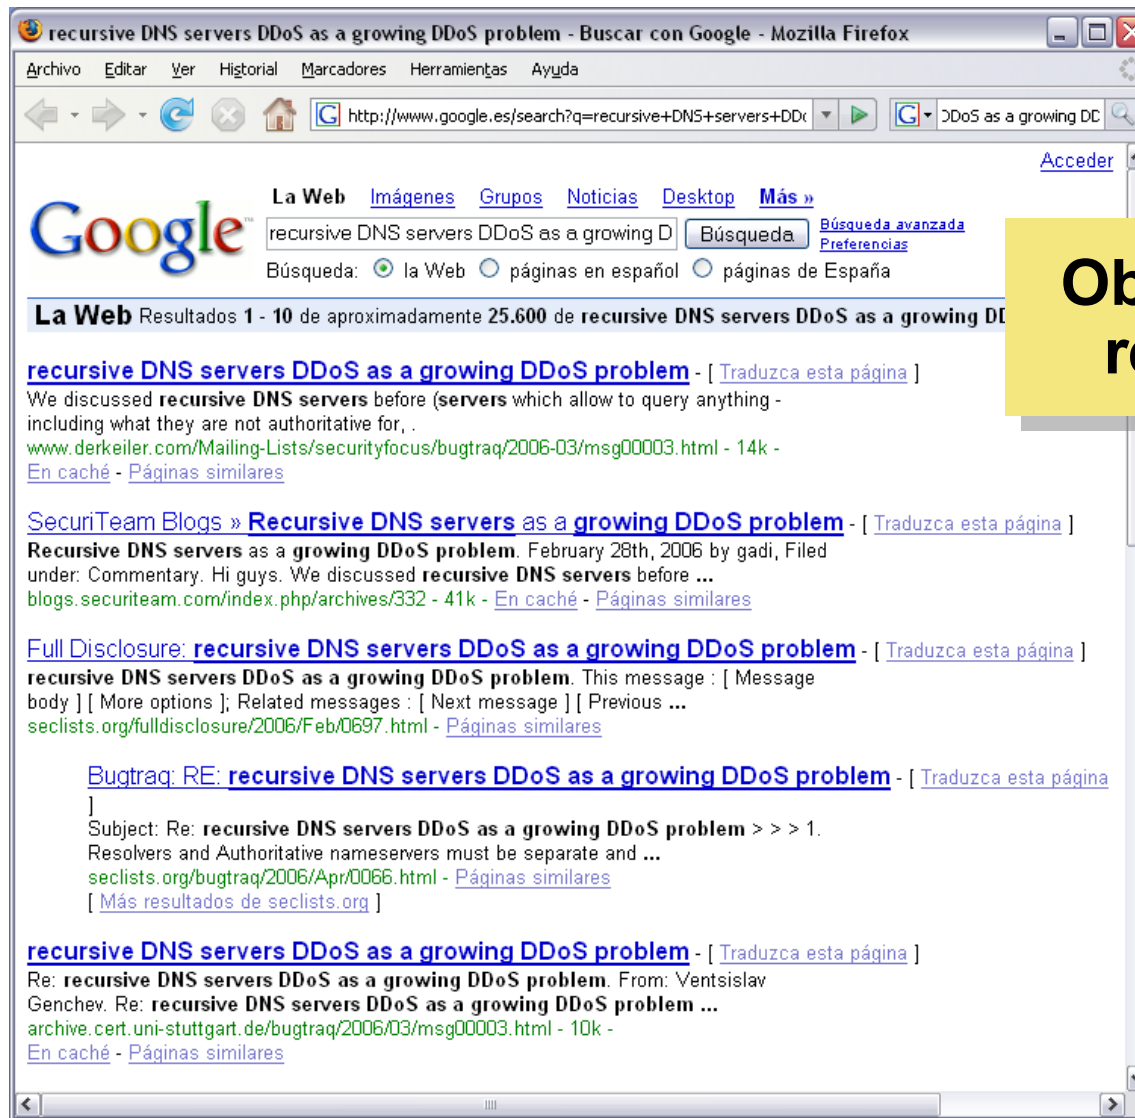 recursive DNS servers DDoS as a growing DDoS problem - Buscar con Google - Mozilla Firefox
Archivo Editar Ver Historial Marcadores Herramientas Ayuda
G http://www.google.es/search?q=recursive+DNS+servers+DD G DDoS as a growing DD
Acceder
La Web Imágenes Grupos Noticias Desktop Más »
Google™
recursive DNS servers DDoS as a growing D Búsqueda Búsqueda avanzada
Preferencias
Búsqueda: la Web páginas en español páginas de España
La Web Resultados 1 - 10 de aproximadamente 25.600 de recursive DNS servers DDoS as a growing
recursive DNS servers DDoS as a growing DDoS problem - [ Traduzca esta página ]
We discussed recursive DNS servers before (servers which allow to query anything -
including what they are not authoritative for, .
www.derkeiler.com/Mailing-Lists/securityfocus/bugtraq/2006-03/msg00003.html - 14k -
En caché - Páginas similares
SecuriTeam Blogs » Recursive DNS servers as a growing DDoS problem - [ Traduzca esta página ]
Recursive DNS servers as a growing DDoS problem. February 28th, 2006 by gadi, Filed
under: Commentary. Hi guys. We discussed recursive DNS servers before ...
blogs.securiteam.com/index.php/archives/332 - 41k - En caché - Páginas similares
Full Disclosure: recursive DNS servers DDoS as a growing DDoS problem - [ Traduzca esta página ]
recursive DNS servers DDoS as a growing DDoS problem. This message : [ Message
body ] [ More options ]; Related messages : [ Next message ] [ Previous ...
seclists.org/fulldisclosure/2006/Feb/0697.html - Páginas similares
Bugtraq: RE: recursive DNS servers DDoS as a growing DDoS problem - [ Traduzca esta página
]
Subject: Re: recursive DNS servers DDoS as a growing DDoS problem > > > 1.
Resolvers and Authoritative nameservers must be separate and ...
seclists.org/bugtraq/2006/Apr/0066.html - Páginas similares
[ Más resultados de seclists.org ]
recursive DNS servers DDoS as a growing DDoS problem - [ Traduzca esta página ]
Re: recursive DNS servers DDoS as a growing DDoS problem. From: Ventsislav
Genchev. Re: recursive DNS servers DDoS as a growing DDoS problem ...
archive.cert.uni-stuttgart.de/bugtraq/2006/03/msg00003.html - 10k -
En caché - Páginas similares